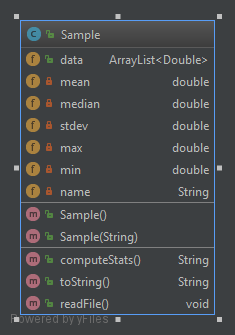 C Sample
f data ArrayList<Double>
f mean double
f median double
f stdev double
f max double
f min double
f name String
m Sample()
m Sample(String)
m computeStats() String
m toString() String
m readFile() void
Powered by yFiles